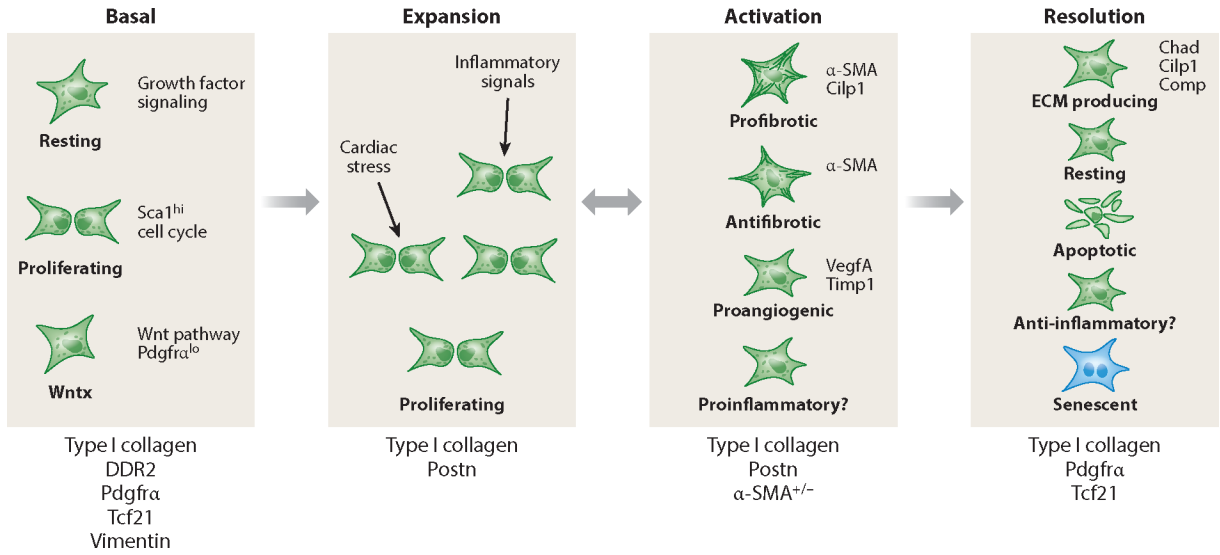 Basal
Growth factor
signaling
Resting
Sca1hi
cell cycle
Proliferating
Wnt pathway
Pdgfrαlo
Wntx
Type I collagen
DDR2
Pdgfrα
Tcf21
Vimentin
Expansion
Inflammatory
signals
Cardiac
stress
Proliferating
Type I collagen
Postn
Activation
α-SMA
Cilp1
Profibrotic
α-SMA
Antifibrotic
VegfA
Timp1
Proangiogenic
Proinflammatory?
Type I collagen
Postn
α-SMA+/−
Resolution
Chad
Cilp1
Comp
ECM producing
Resting
Apoptotic
Anti-inflammatory?
Senescent
Type I collagen
Pdgfrα
Tcf21